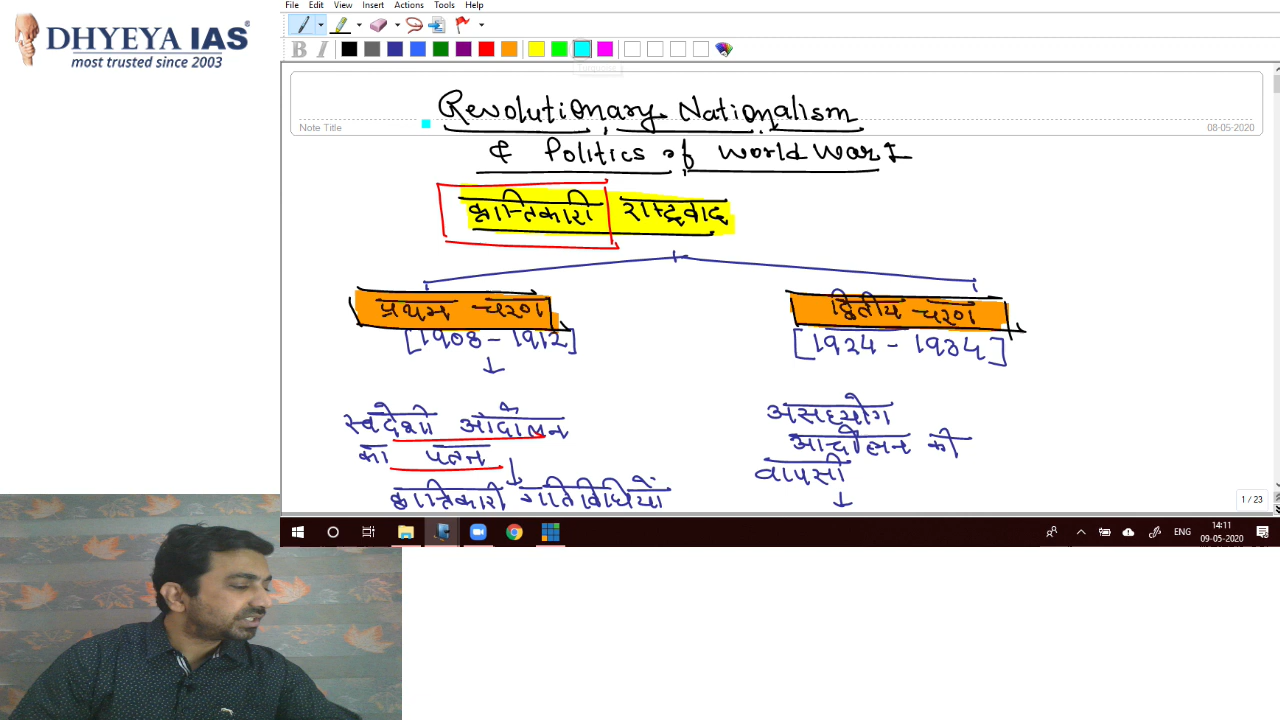 DHYEYA IAS®
most trusted since 2003
File Edit View Insert Actions Tools Help
B I
Turquoise
Revolutionary Nationalism
Note Title
08-05-2020
& Politics of World War I
क्रान्तिकारी राष्ट्रवाद
प्रथम चरण
द्वितीय चरण
[1908 - 1912]
[1924 - 1934]
स्वदेशी आंदोलन के
का पतन
असहयोग
आंदोलन की
वापसी
क्रान्तिकारी गतिविधियों में
1 / 23
ENG
14:11
09-05-2020